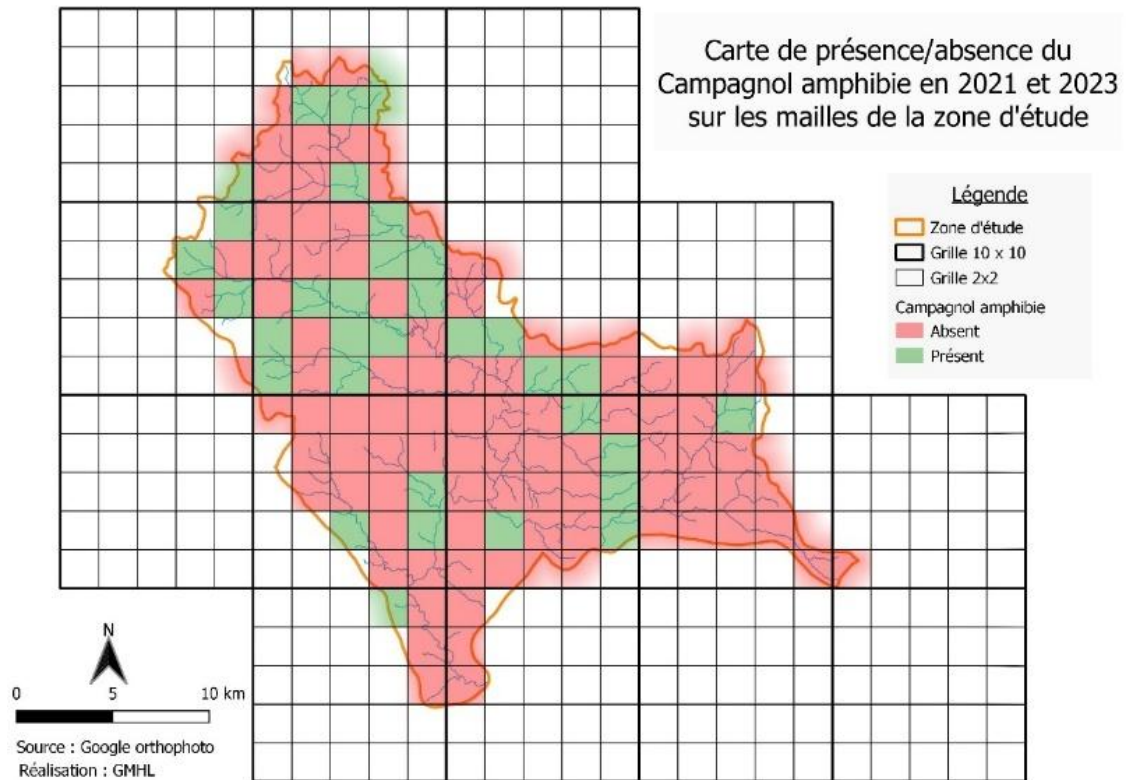 Carte de présence/absence du
Campagnol amphibie en 2021 et 2023
sur les mailles de la zone d'étude
Légende
Zone d'étude
Grille 10 x 10
Grille 2x2
Campagnol amphibie
Absent
Présent
N
0 5 10 km
Source : Google orthophoto
Réalisation : GMHL